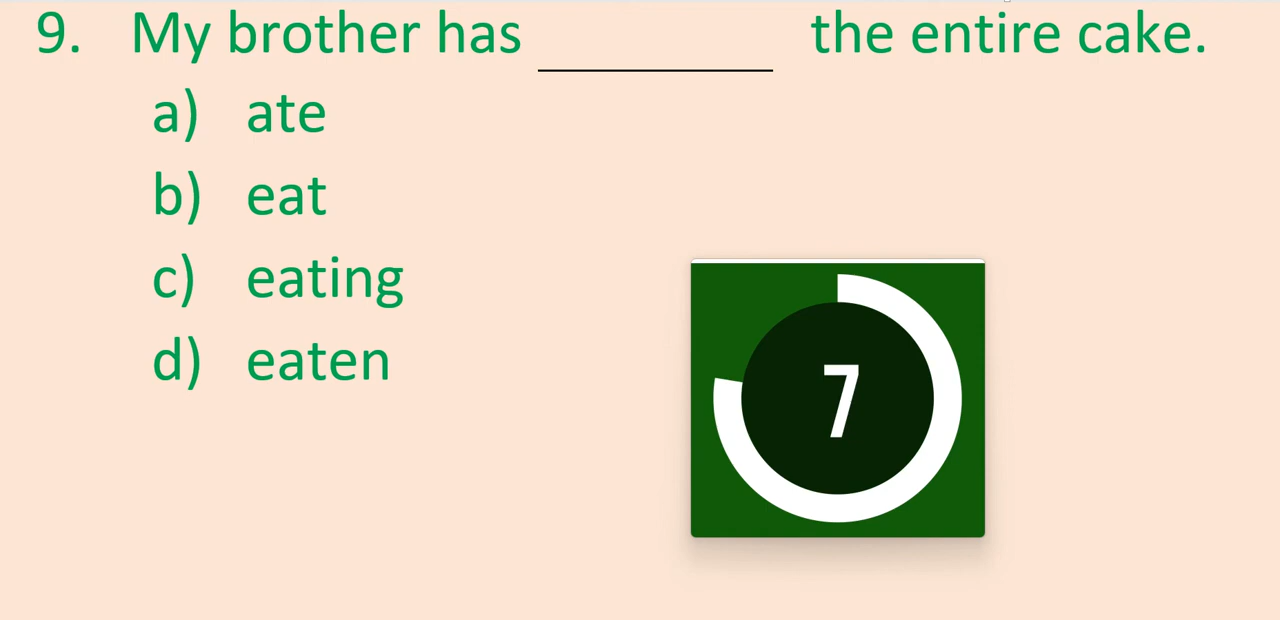 9. My brother has __________ the entire cake.
a) ate
b) eat
c) eating
d) eaten
7